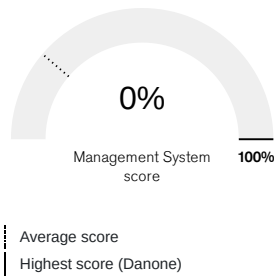 0%
Management System
score
100%
Average score
Highest score (Danone)